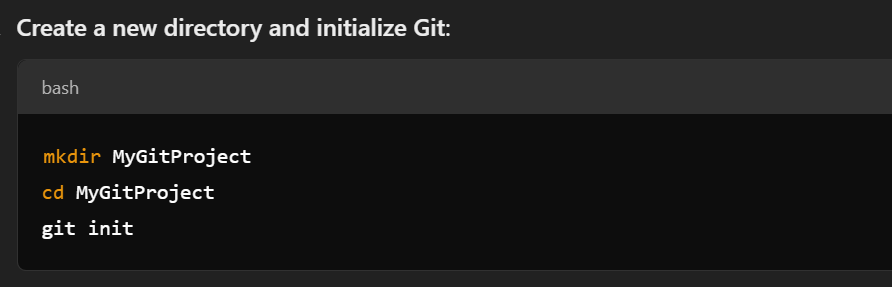 Create a new directory and initialize Git:
bash
mkdir MyGitProject
cd MyGitProject
git init